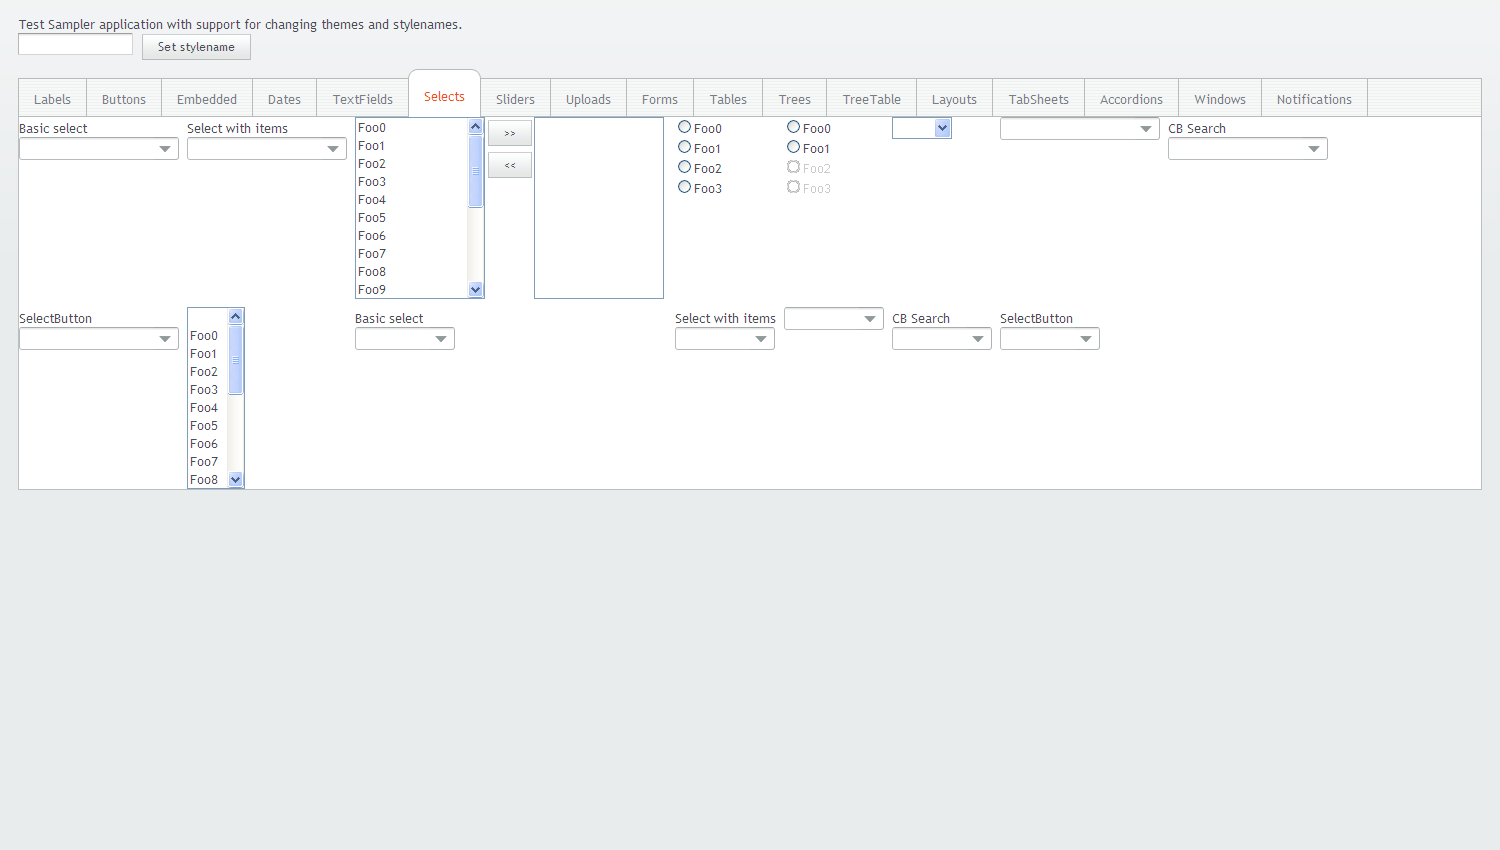 Test Sampler application with support for changing themes and stylenames.
Set stylename
Labels Buttons Embedded Dates TextFields Selects Sliders Uploads Forms Tables Trees TreeTable Layouts TabSheets Accordions Windows Notifications
Basic select
Select with items
Foo0
Foo1
Foo2
Foo3
Foo4
Foo5
Foo6
Foo7
Foo8
Foo9
>>
<<
Foo0
Foo1
Foo2
Foo3
Foo0
Foo1
Foo2
Foo3
CB Search
SelectButton
Foo0
Foo1
Foo2
Foo3
Foo4
Foo5
Foo6
Foo7
Foo8
Basic select
Select with items
CB Search
SelectButton